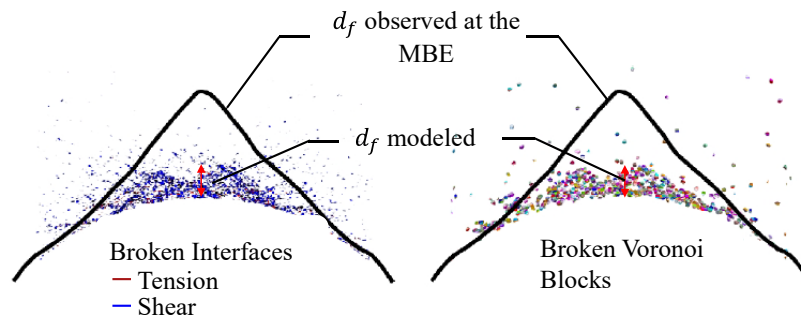 d_f observed at the
MBE
d_f modeled
Broken Interfaces
Tension
Shear
Broken Voronoi
Blocks